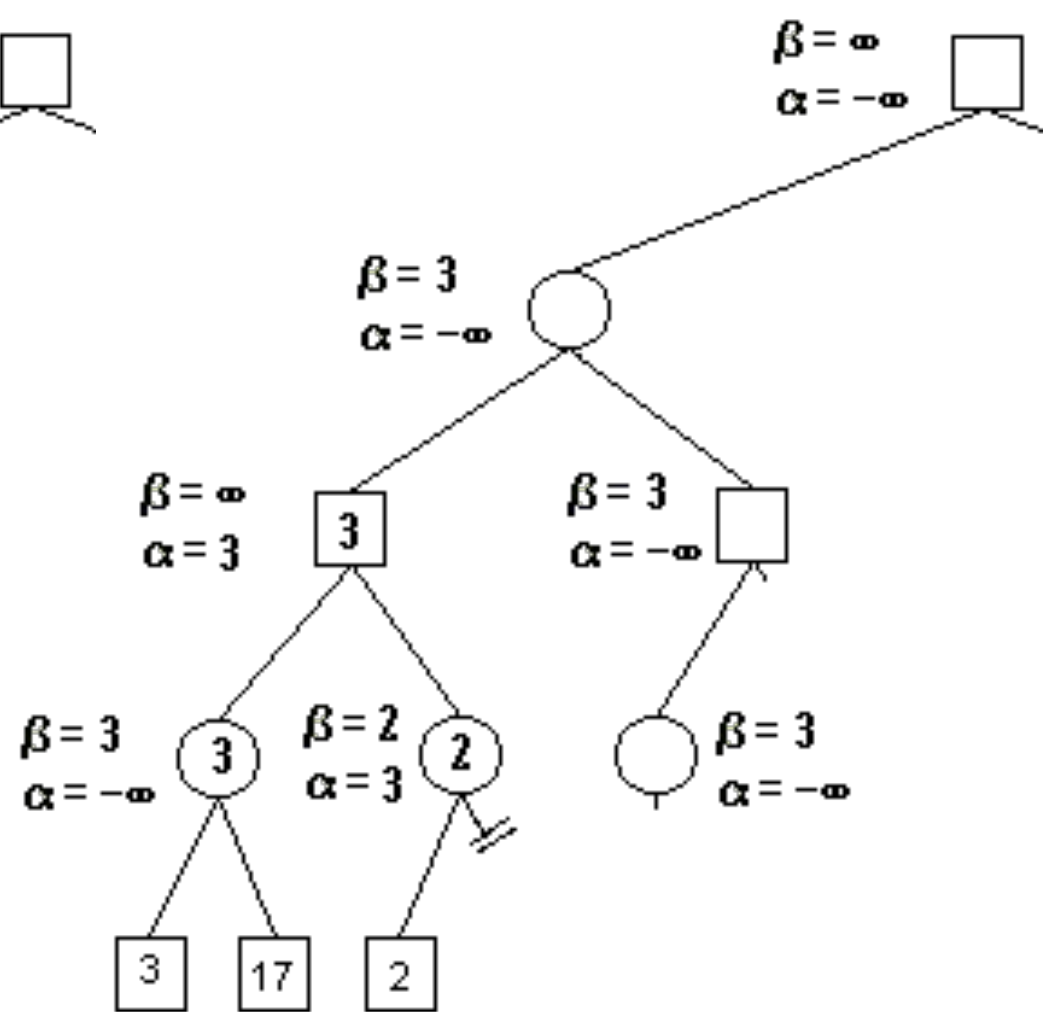 β = ∞
α = -∞
β = 3
α = -∞
β = ∞
α = 3
3
β = 3
α = -∞
β = 3
α = -∞
3
β = 2
α = 3
2
β = 3
α = -∞
3
17
2